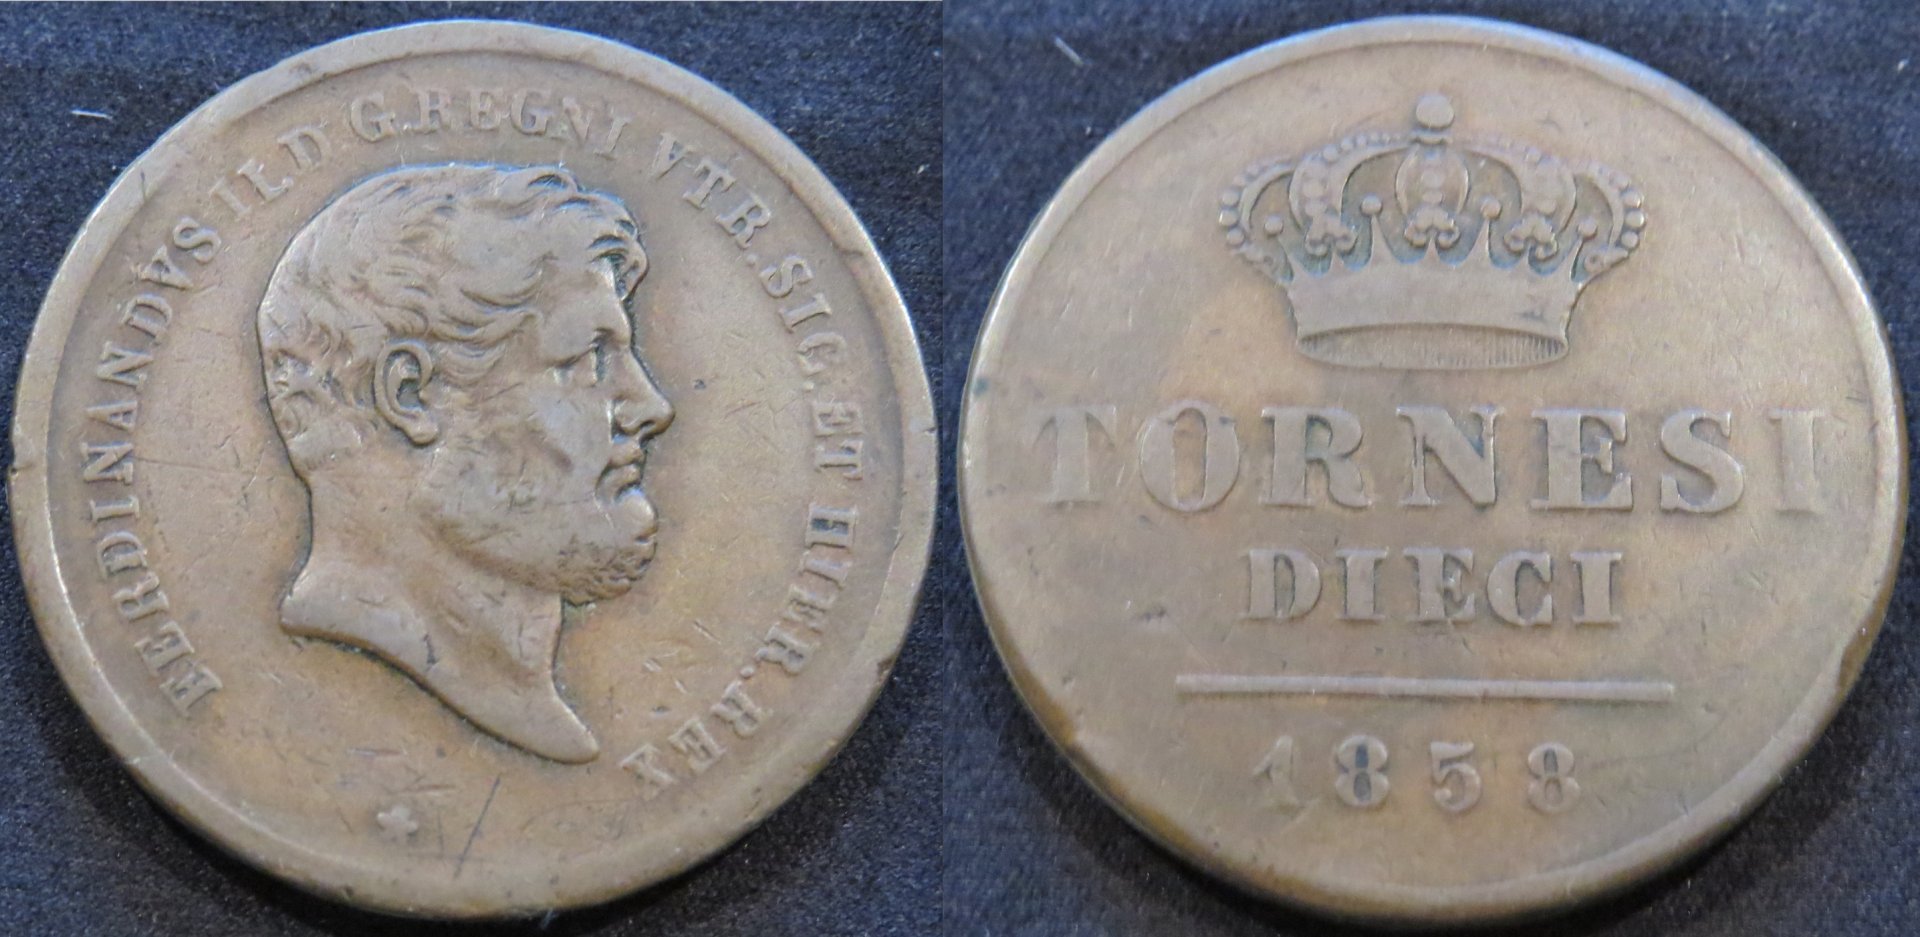 FERDINANDVS II.D.G.REGNI VTR.SIC.ET HIER.REX
TORNESI
DIECI
1858